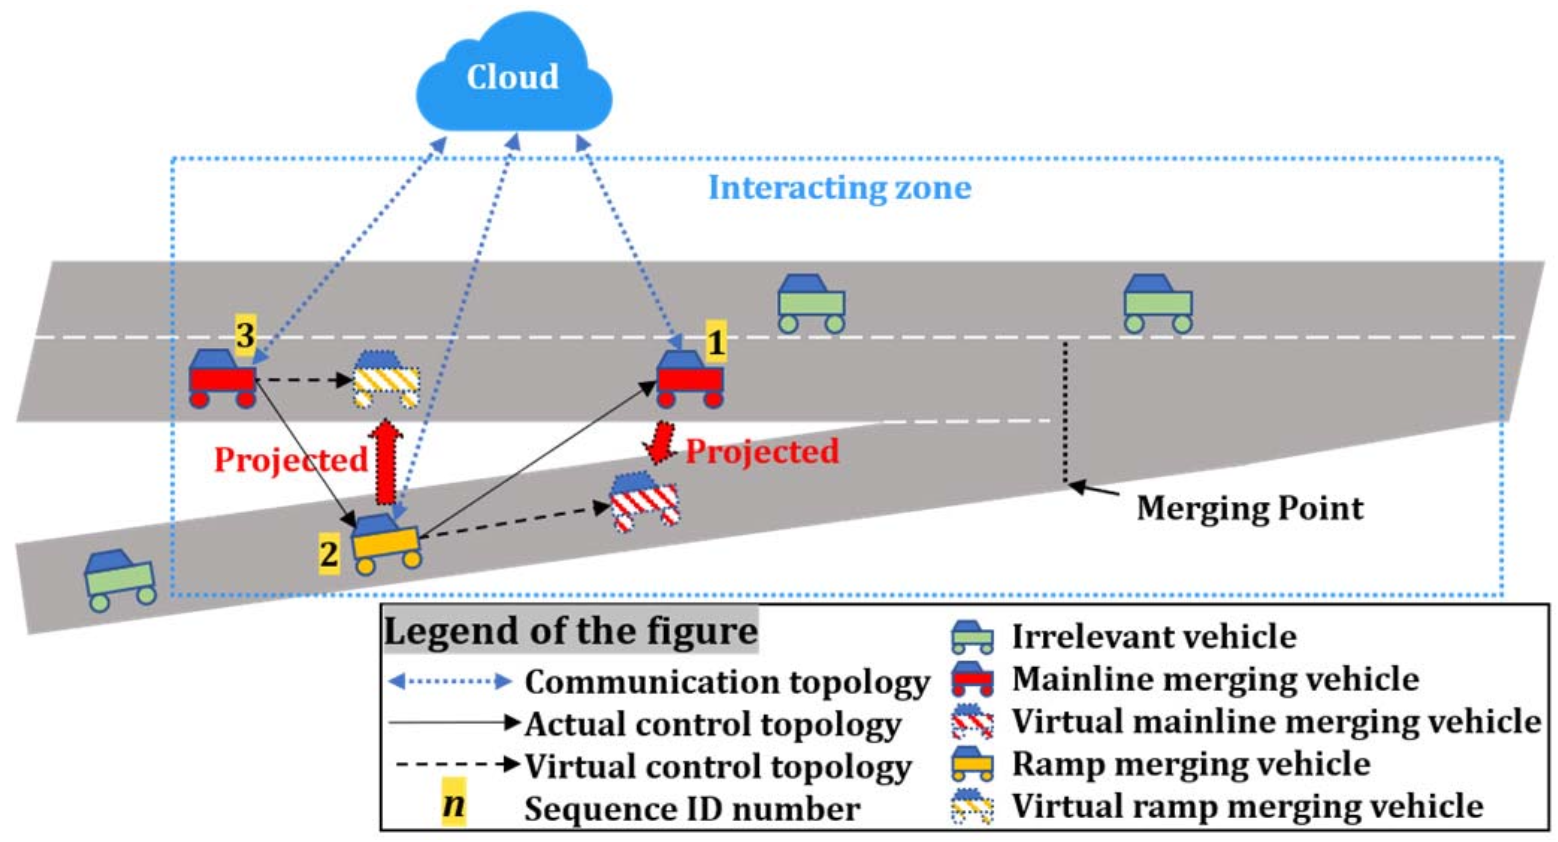 Cloud
Interacting zone
3
1
Projected
Projected
2
Merging Point
Legend of the figure
Communication topology
Actual control topology
Virtual control topology
n Sequence ID number
Irrelevant vehicle
Mainline merging vehicle
Virtual mainline merging vehicle
Ramp merging vehicle
Virtual ramp merging vehicle